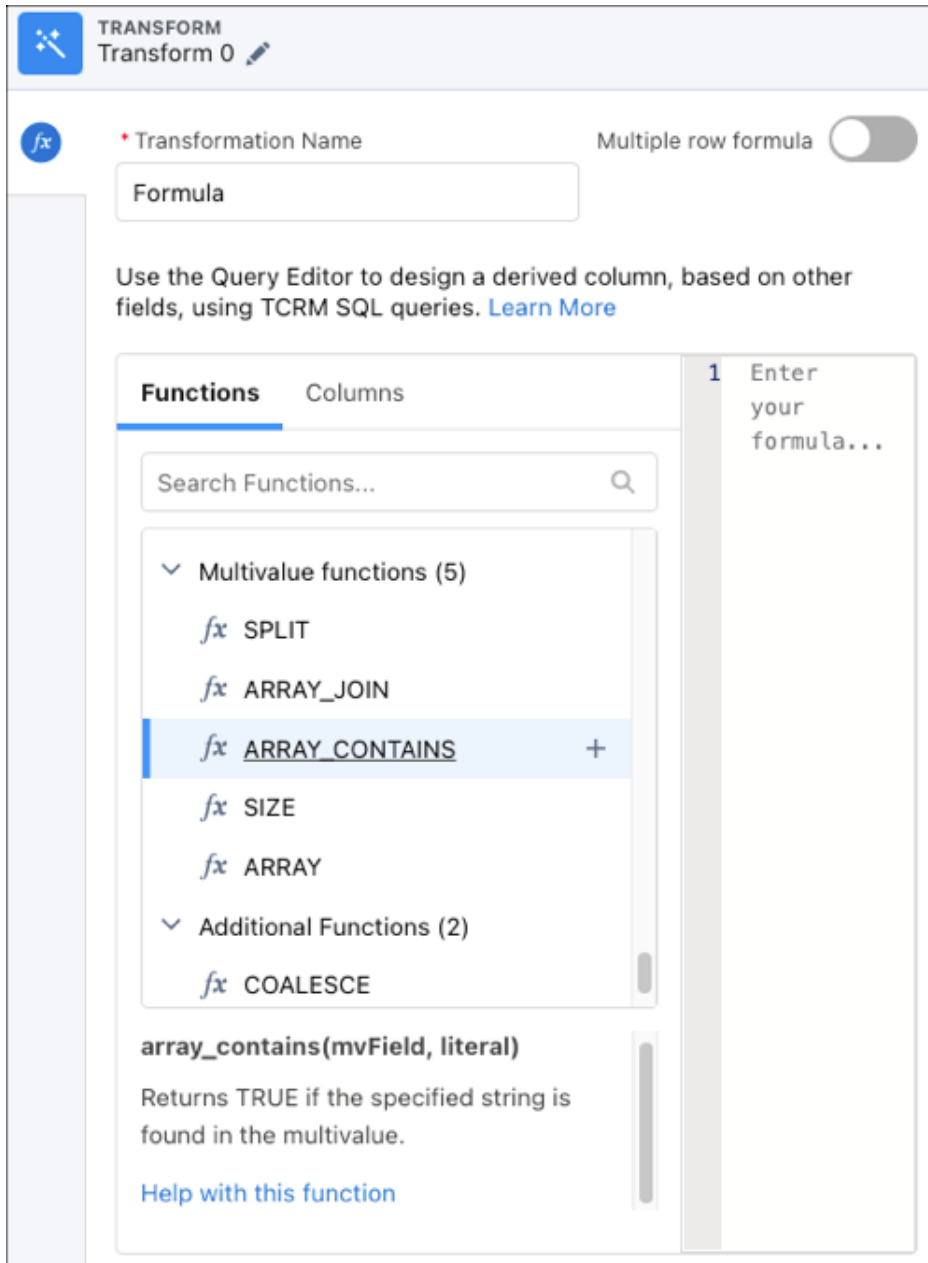 TRANSFORM
Transform 0
fx
* Transformation Name
Multiple row formula
Formula
Use the Query Editor to design a derived column, based on other
fields, using TCRM SQL queries. Learn More
Functions
Columns
Search Functions...
Multivalue functions (5)
fx SPLIT
fx ARRAY_JOIN
fx ARRAY_CONTAINS +
fx SIZE
fx ARRAY
Additional Functions (2)
fx COALESCE
array_contains(mvField, literal)
Returns TRUE if the specified string is
found in the multivalue.
Help with this function
1 Enter
your
formula...